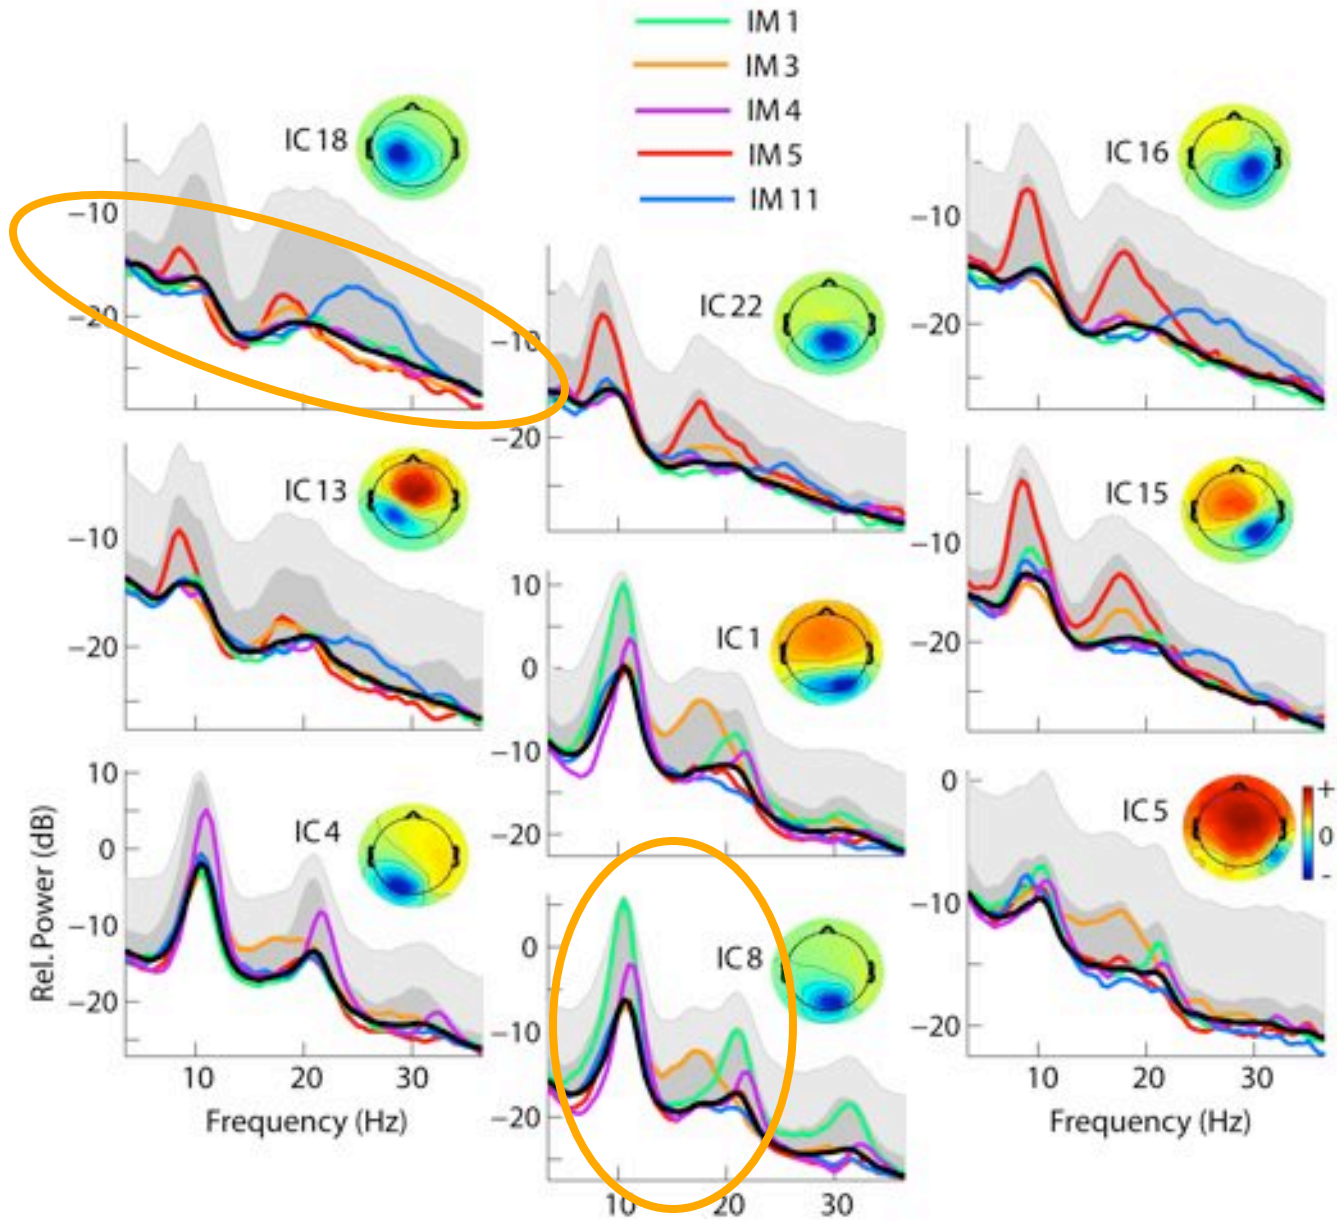 IM 1
IM 3
IM 4
IM 5
IM 11
IC 18
−10
−20
IC 22
−10
−20
IC 16
−10
−20
IC 13
−10
−20
IC 1
10
0
−10
−20
IC 15
−10
−20
IC 4
10
0
−10
−20
10 20 30
Frequency (Hz)
Rel. Power (dB)
IC 8
0
−10
−20
10 20 30
IC 5
0
−10
−20
+
0
-
10 20 30
Frequency (Hz)